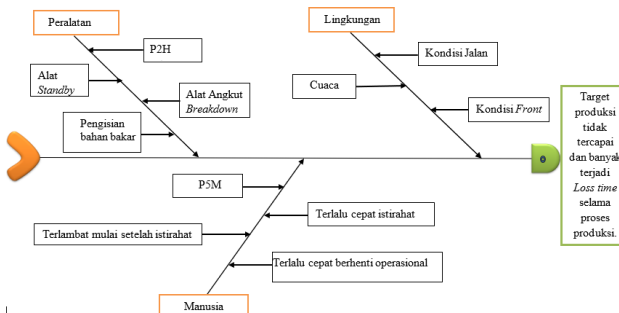 Peralatan
Lingkungan
P2H
Kondisi Jalan
Alat
Standby
Cuaca
Alat Angkut
Breakdown
Kondisi Front
Pengisian
bahan bakar
Target
produksi
tidak
tercapai
dan banyak
terjadi
Loss time
selama
proses
produksi.
P5M
Terlalu cepat istirahat
Terlambat mulai setelah istirahat
Terlalu cepat berhenti operasional
Manusia